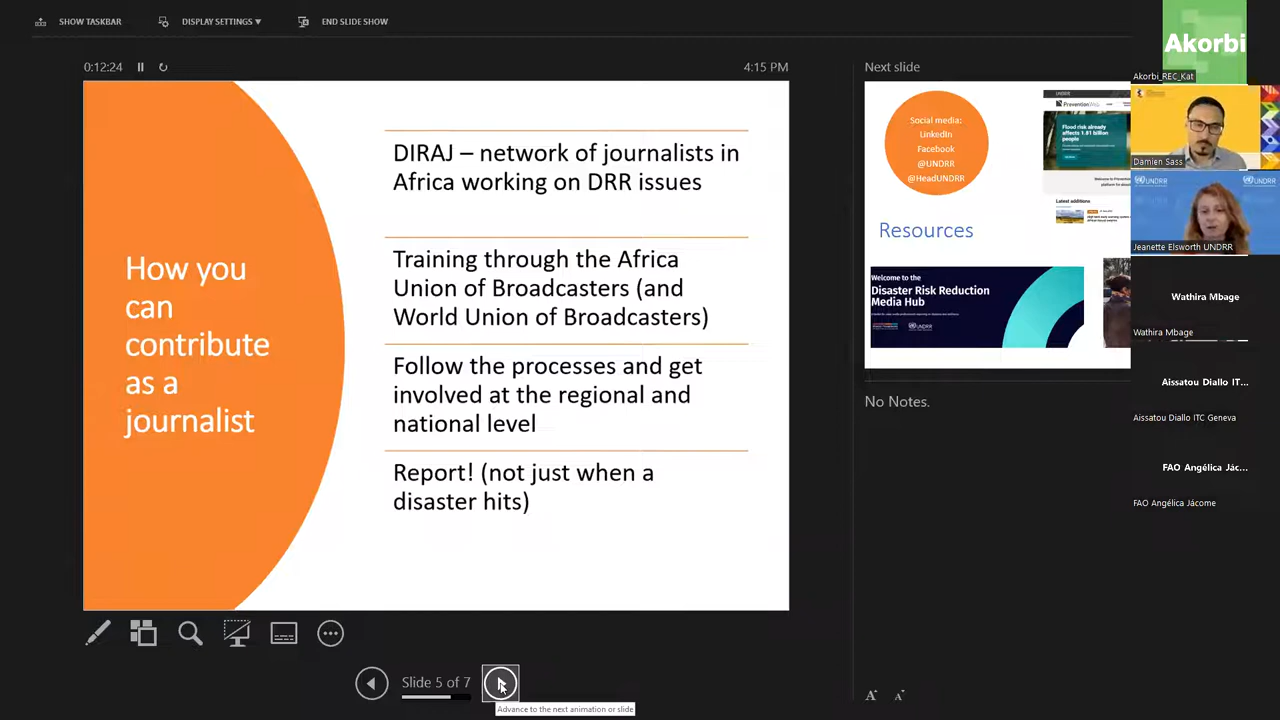 SHOW TASKBAR
DISPLAY SETTINGS ▼
END SLIDE SHOW
0:12:24
4:15 PM
How you
can
contribute
as a
journalist
DIRAJ – network of journalists in
Africa working on DRR issues
Training through the Africa
Union of Broadcasters (and
World Union of Broadcasters)
Follow the processes and get
involved at the regional and
national level
Report! (not just when a
disaster hits)
Slide 5 of 7
Advance to the next animation or slide
Next slide
Social media:
LinkedIn
Facebook
@UNDRR
@HeadUNDRR
UNDRR
Flood risk already
affects 1.81 billion
people
Latest additions
Resources
Welcome to the
Disaster Risk Reduction
Media Hub
No Notes.
A A
Akorbi
Akorbi_REC_Kat
Damien Sass
UNDRR
UNDRR
Jeanette Elsworth UNDRR
Wathira Mbage
Wathira Mbage
Aissatou Diallo IT...
Aissatou Diallo ITC Geneva
FAO Angélica Jác...
FAO Angélica Jácome